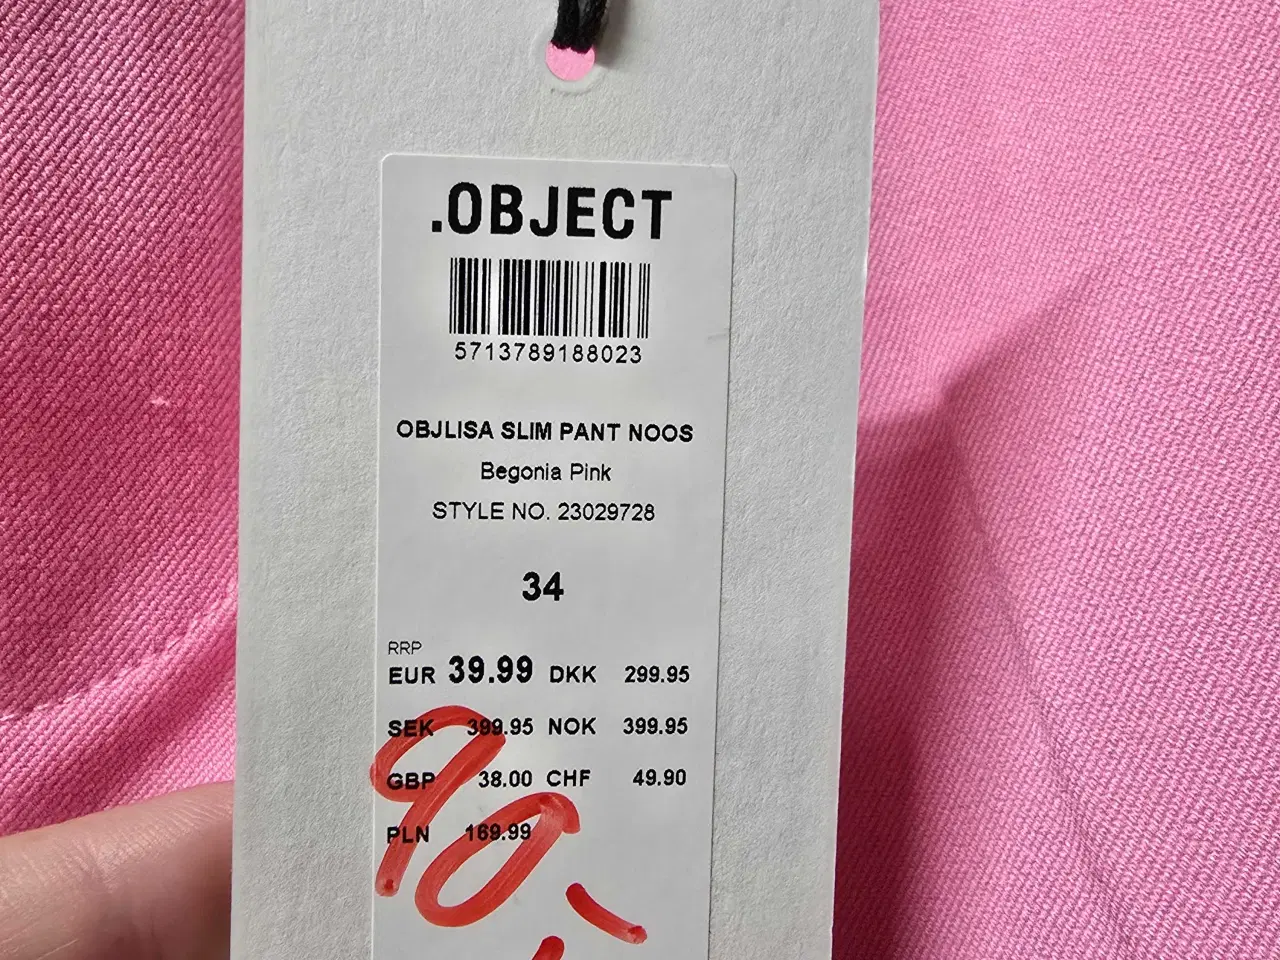 .OBJECT
5713789188023
OBJLISA SLIM PANT NOOS
Begonia Pink
STYLE NO. 23029728
34
RRP
EUR 39.99 DKK 299.95
SEK 399.95 NOK 399.95
GBP 38.00 CHF 49.90
PLN 169.99
90,-